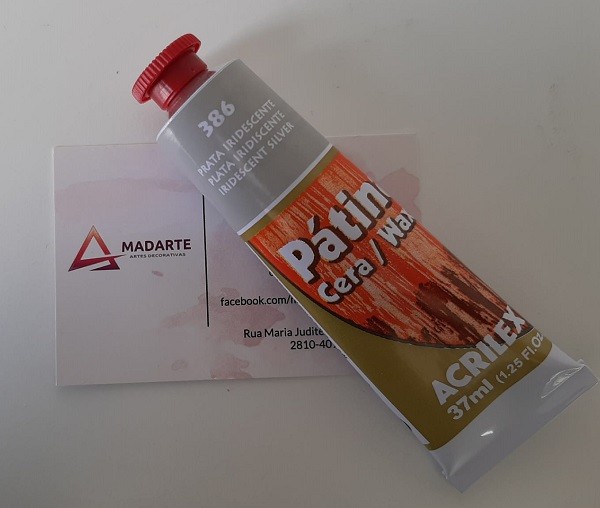 386
PRATA IRIDESCENTE
PLATA IRIDISCENTE
IRIDESCENT SILVER
Pátin
Cera / Wax
ACRILEX
37ml (1.25 Fl.Oz
MADARTE
ARTES DECORATIVAS
facebook.com/
Rua Maria Judite
2810-40